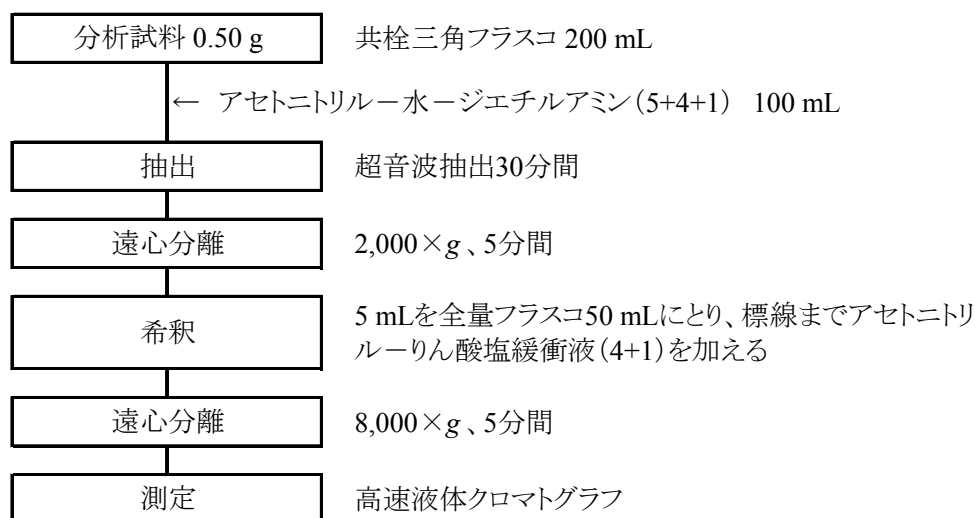 分析試料 0.50 g　共栓三角フラスコ 200 mL
← アセトニトリル－水－ジエチルアミン（5+4+1）　100 mL
抽出　超音波抽出30分間
遠心分離　2,000×g 、5分間
希釈　5 mLを全量フラスコ50 mLにとり、標線までアセトニトリ
ル－りん酸塩緩衝液（4+1）を加える
遠心分離　8,000×g 、5分間
測定　高速液体クロマトグラフ